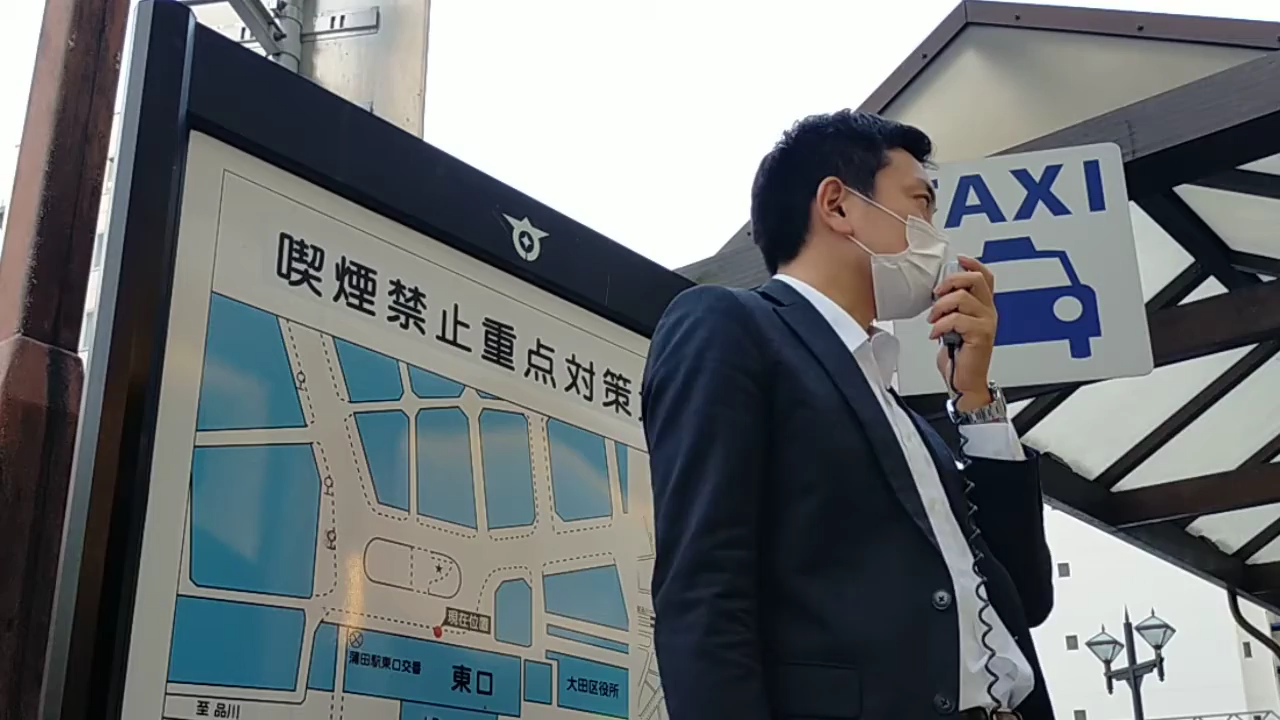 喫煙禁止重点対策
TAXI
現在位置
蒲田駅東口交番
東口
大田区役所
至 品川